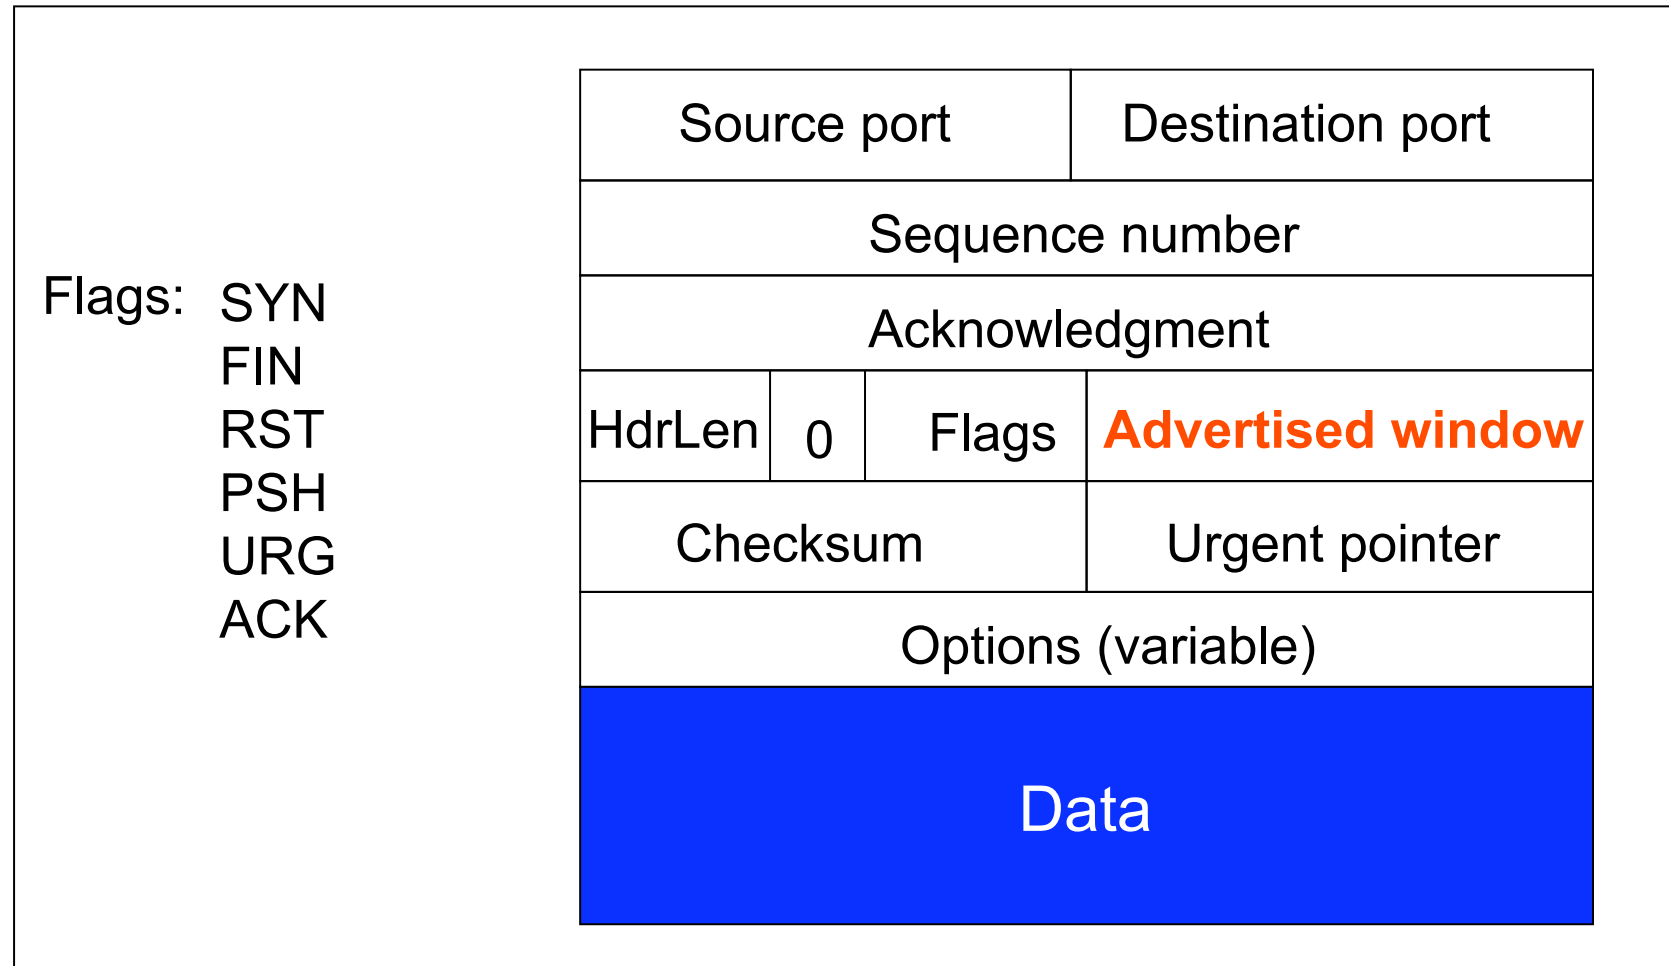 Source port Destination port
Sequence number
Flags: SYN
FIN
RST
PSH
URG
ACK
Acknowledgment
HdrLen 0 Flags Advertised window
Checksum Urgent pointer
Options (variable)
Data